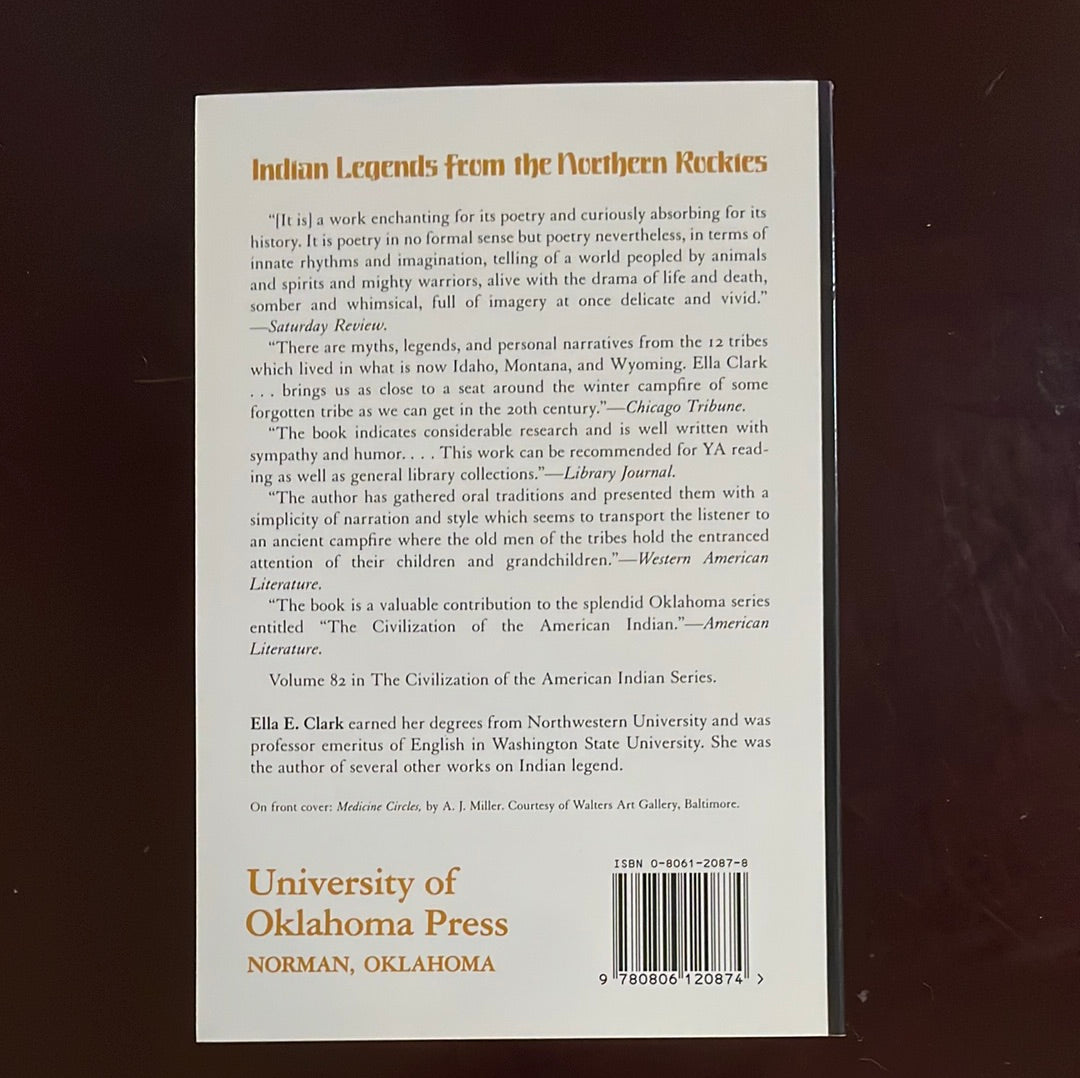 Indian Legends from the Northern Rockies
“[It is] a work enchanting for its poetry and curiously absorbing for its
history. It is poetry in no formal sense but poetry nevertheless, in terms of
innate rhythms and imagination, telling of a world peopled by animals
and spirits and mighty warriors, alive with the drama of life and death,
somber and whimsical, full of imagery at once delicate and vivid.”
—Saturday Review.
“There are myths, legends, and personal narratives from the 12 tribes
which lived in what is now Idaho, Montana, and Wyoming. Ella Clark
. . . brings us as close to a seat around the winter campfire of some
forgotten tribe as we can get in the 20th century.”—Chicago Tribune.
“The book indicates considerable research and is well written with
sympathy and humor. . . . This work can be recommended for YA read-
ing as well as general library collections.”—Library Journal.
“The author has gathered oral traditions and presented them with a
simplicity of narration and style which seems to transport the listener to
an ancient campfire where the old men of the tribes hold the entranced
attention of their children and grandchildren.”—Western American
Literature.
“The book is a valuable contribution to the splendid Oklahoma series
entitled “The Civilization of the American Indian.”—American
Literature.
Volume 82 in The Civilization of the American Indian Series.
Ella E. Clark earned her degrees from Northwestern University and was
professor emeritus of English in Washington State University. She was
the author of several other works on Indian legend.
On front cover: Medicine Circles, by A. J. Miller. Courtesy of Walters Art Gallery, Baltimore.
University of
Oklahoma Press
NORMAN, OKLAHOMA
ISBN 0-8061-2087-8
9 780806 120874 >